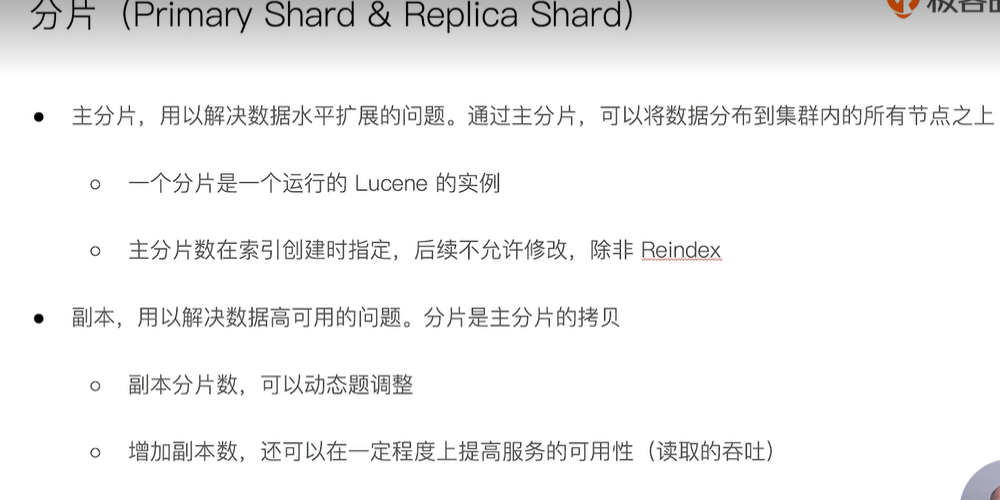 分片（Primary Shard & Replica Shard）
主分片，用以解决数据水平扩展的问题。通过主分片，可以将数据分布到集群内的所有节点之上
一个分片是一个运行的 Lucene 的实例
主分片数在索引创建时指定，后续不允许修改，除非 Reindex
副本，用以解决数据高可用的问题。分片是主分片的拷贝
副本分片数，可以动态题调整
增加副本数，还可以在一定程度上提高服务的可用性（读取的吞吐）